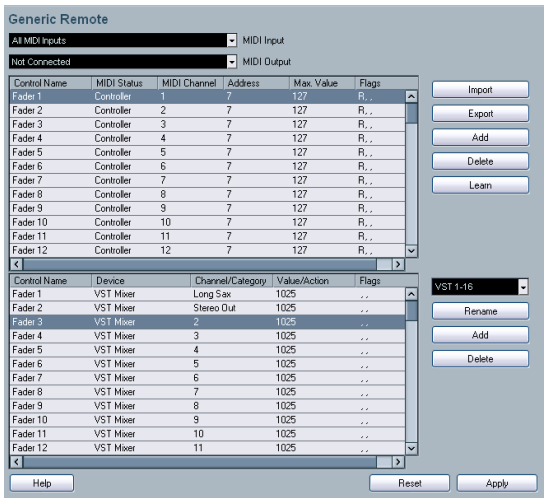 Generic Remote
All MIDI Inputs MIDI Input
Not Connected MIDI Output
Control Name MIDI Status MIDI Channel Address Max. Value Flags
Fader 1 Controller 1 7 127 R, ,
Fader 2 Controller 2 7 127 R, ,
Fader 3 Controller 3 7 127 R, ,
Fader 4 Controller 4 7 127 R, ,
Fader 5 Controller 5 7 127 R, ,
Fader 6 Controller 6 7 127 R, ,
Fader 7 Controller 7 7 127 R, ,
Fader 8 Controller 8 7 127 R, ,
Fader 9 Controller 9 7 127 R, ,
Fader 10 Controller 10 7 127 R, ,
Fader 11 Controller 11 7 127 R, ,
Fader 12 Controller 12 7 127 R, ,
Import
Export
Add
Delete
Learn
Control Name Device Channel/Category Value/Action Flags
Fader 1 VST Mixer Long Sax 1025 , ,
Fader 2 VST Mixer Stereo Out 1025 , ,
Fader 3 VST Mixer 2 1025 , ,
Fader 4 VST Mixer 3 1025 , ,
Fader 5 VST Mixer 4 1025 , ,
Fader 6 VST Mixer 5 1025 , ,
Fader 7 VST Mixer 6 1025 , ,
Fader 8 VST Mixer 7 1025 , ,
Fader 9 VST Mixer 8 1025 , ,
Fader 10 VST Mixer 9 1025 , ,
Fader 11 VST Mixer 10 1025 , ,
Fader 12 VST Mixer 11 1025 , ,
VST 1-16
Rename
Add
Delete
Help Reset Apply